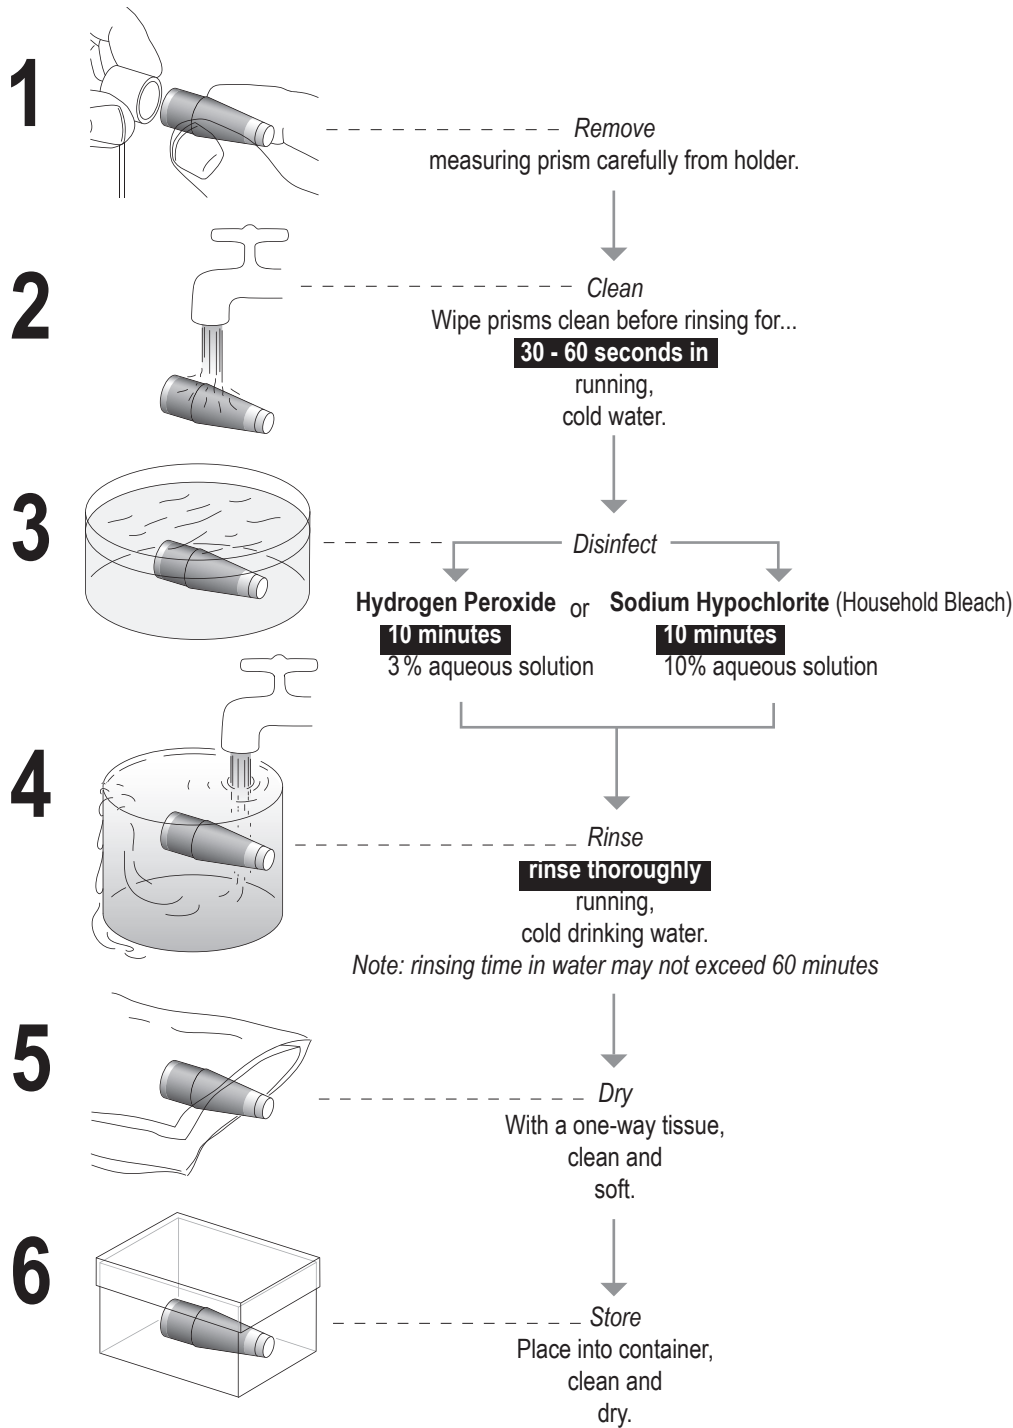 1
Remove
measuring prism carefully from holder.
2
Clean
Wipe prisms clean before rinsing for...
30 - 60 seconds in
running,
cold water.
3
Disinfect
Hydrogen Peroxide or Sodium Hypochlorite (Household Bleach)
10 minutes 10 minutes
3 % aqueous solution 10% aqueous solution
4
Rinse
rinse thoroughly
running,
cold drinking water.
Note: rinsing time in water may not exceed 60 minutes
5
Dry
With a one-way tissue,
clean and
soft.
6
Store
Place into container,
clean and
dry.